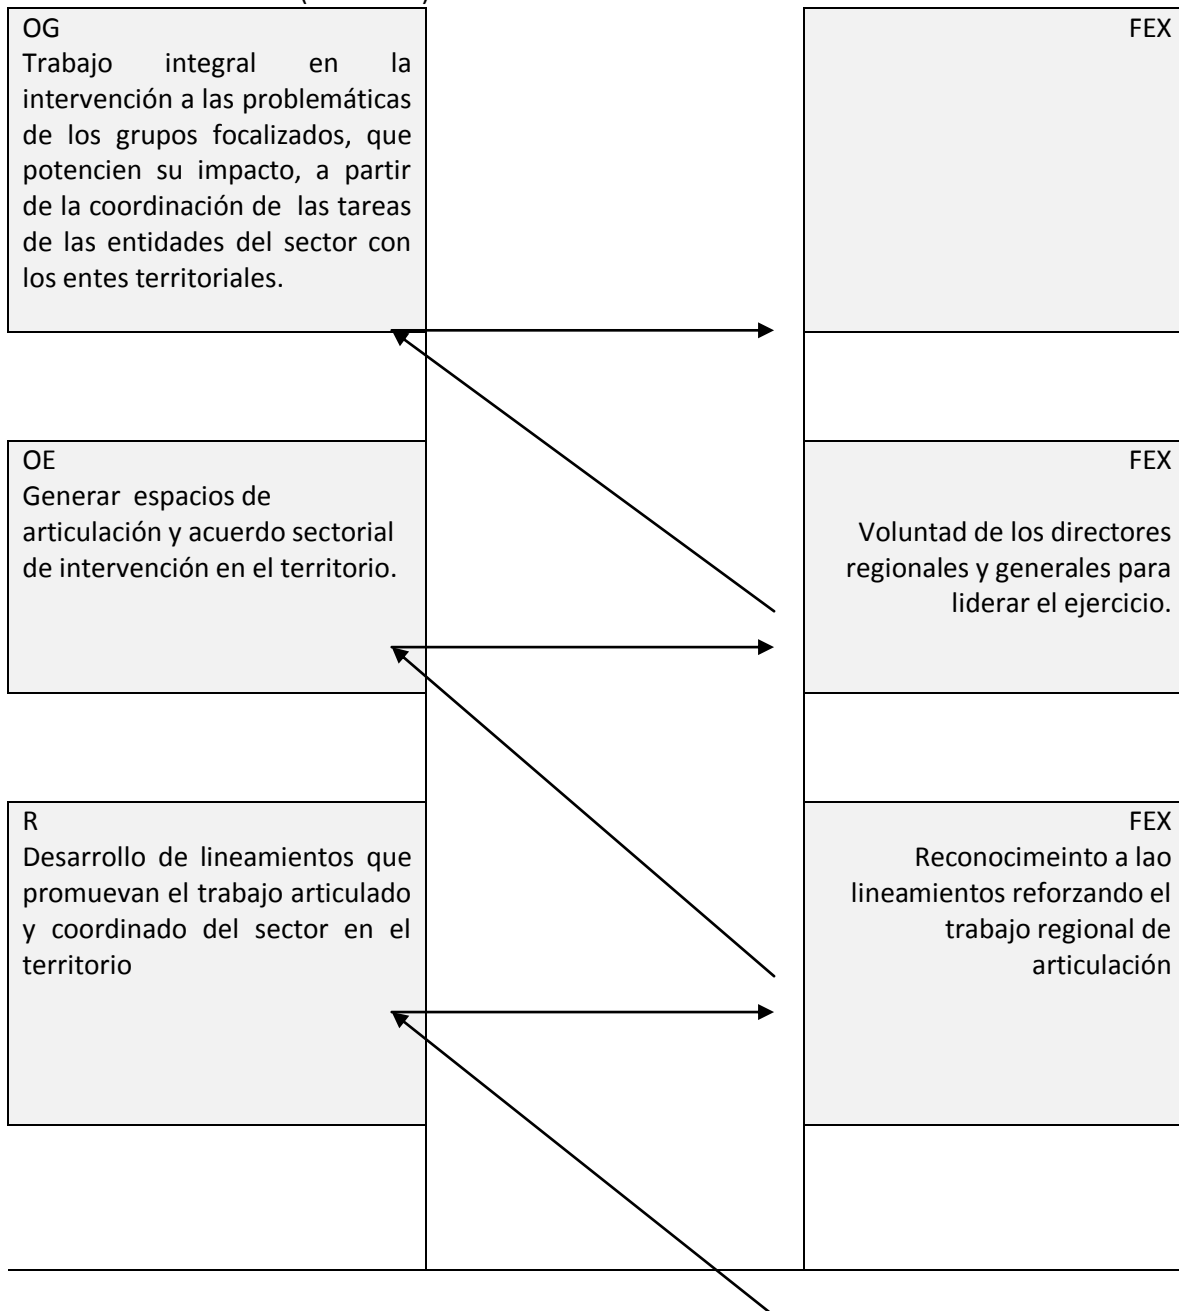 OG
Trabajo integral en la
intervención a las problemáticas
de los grupos focalizados, que
potencien su impacto, a partir
de la coordinación de las tareas
de las entidades del sector con
los entes territoriales.
FEX
OE
Generar espacios de
articulación y acuerdo sectorial
de intervención en el territorio.
FEX
Voluntad de los directores
regionales y generales para
liderar el ejercicio.
R
Desarrollo de lineamientos que
promuevan el trabajo articulado
y coordinado del sector en el
territorio
FEX
Reconocimeinto a lao
lineamientos reforzando el
trabajo regional de
articulación